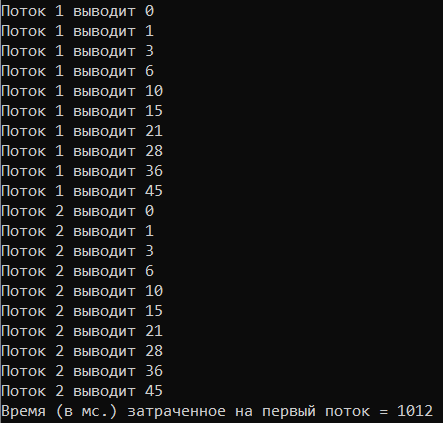 Поток 1 выводит 0
Поток 1 выводит 1
Поток 1 выводит 3
Поток 1 выводит 6
Поток 1 выводит 10
Поток 1 выводит 15
Поток 1 выводит 21
Поток 1 выводит 28
Поток 1 выводит 36
Поток 1 выводит 45
Поток 2 выводит 0
Поток 2 выводит 1
Поток 2 выводит 3
Поток 2 выводит 6
Поток 2 выводит 10
Поток 2 выводит 15
Поток 2 выводит 21
Поток 2 выводит 28
Поток 2 выводит 36
Поток 2 выводит 45
Время (в мс.) затраченное на первый поток = 1012